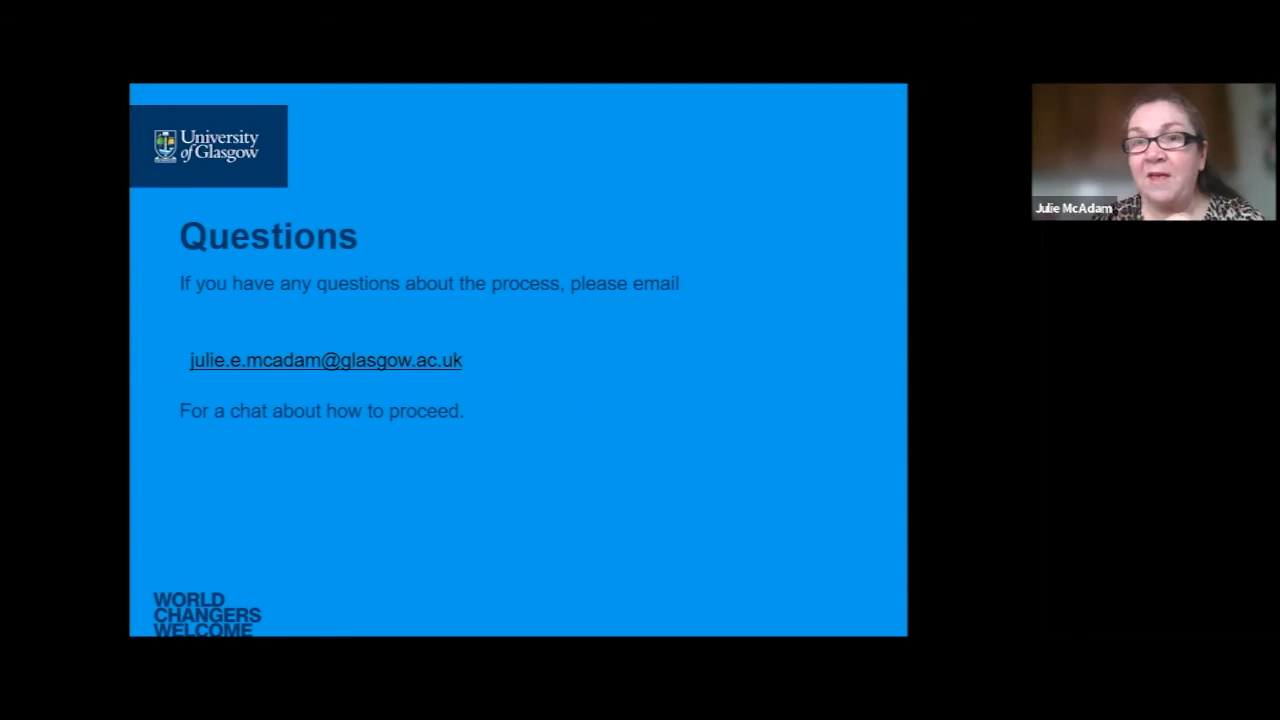 University
of Glasgow
Questions
If you have any questions about the process, please email
julie.e.mcadam@glasgow.ac.uk
For a chat about how to proceed.
WORLD
CHANGERS
WELCOME
Julie McAdam